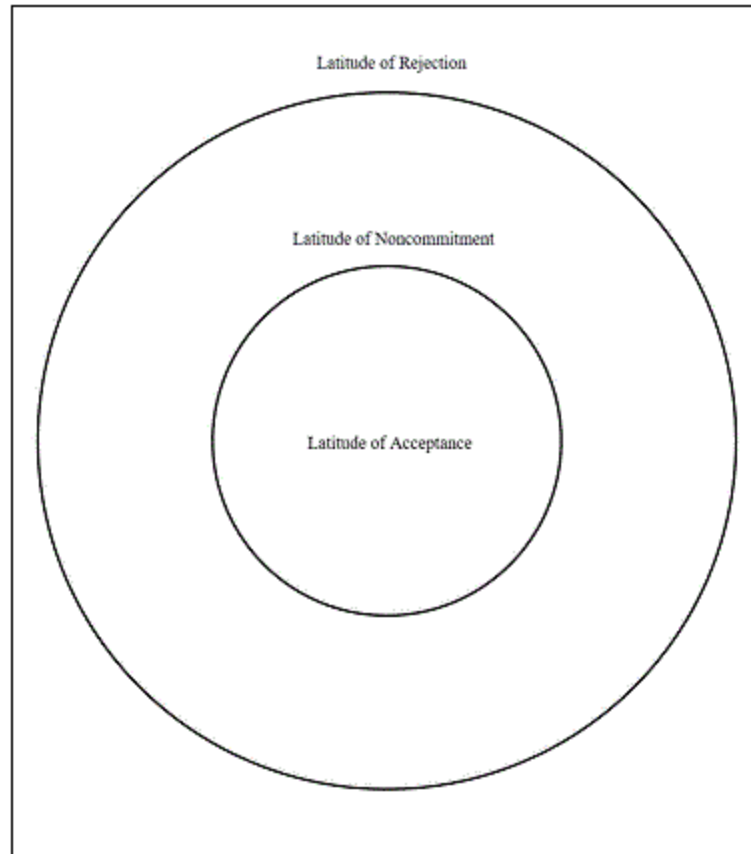 Latitude of Rejection
Latitude of Noncommitment
Latitude of Acceptance